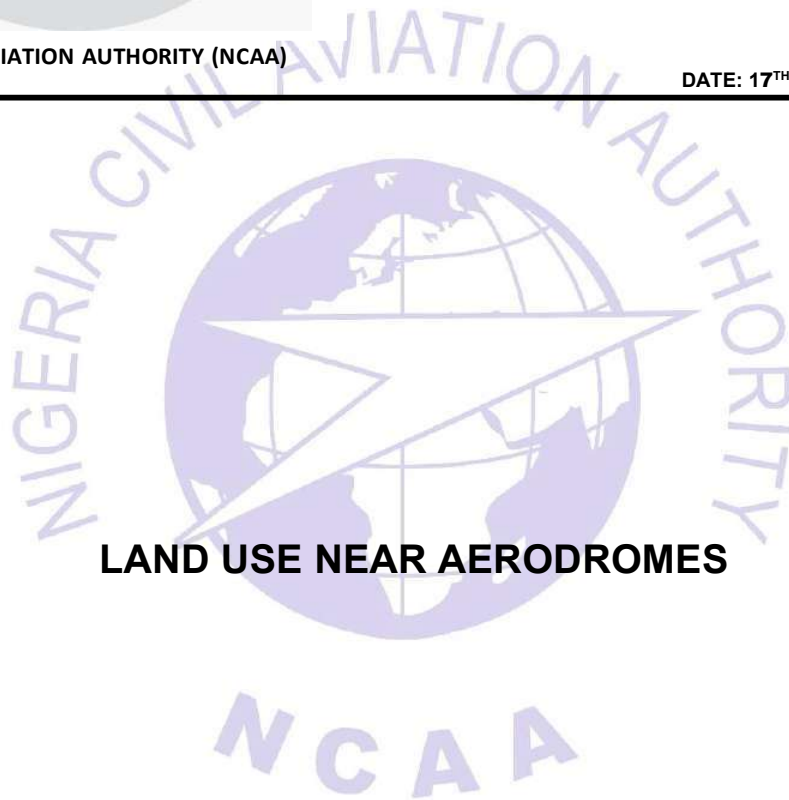 IATION AUTHORITY (NCAA)
DATE: 17TH
NIGERIA CIVIL AVIATION AUTHORITY
LAND USE NEAR AERODROMES
NCAA